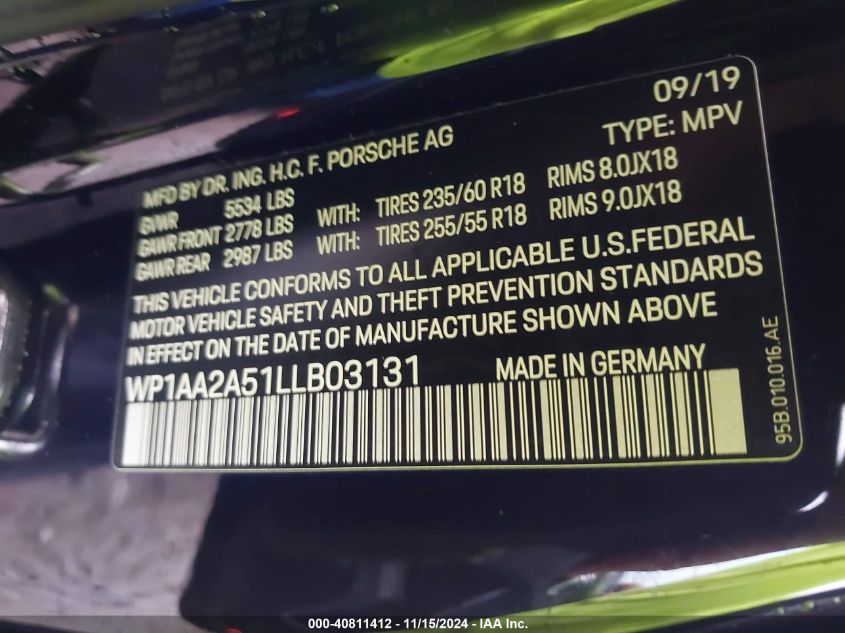 09/19
MFD BY DR. ING. H.C. F. PORSCHE AG TYPE: MPV
GVWR 5534 LBS
GAWR FRONT 2778 LBS WITH: TIRES 235/60 R18 RIMS 8.0JX18
GAWR REAR 2987 LBS WITH: TIRES 255/55 R18 RIMS 9.0JX18
THIS VEHICLE CONFORMS TO ALL APPLICABLE U.S.FEDERAL
MOTOR VEHICLE SAFETY AND THEFT PREVENTION STANDARDS
IN EFFECT ON THE DATE OF MANUFACTURE SHOWN ABOVE
WP1AA2A51LLB03131 MADE IN GERMANY
95B.010.016.AE
000-40811412 - 11/15/2024 - IAA Inc.